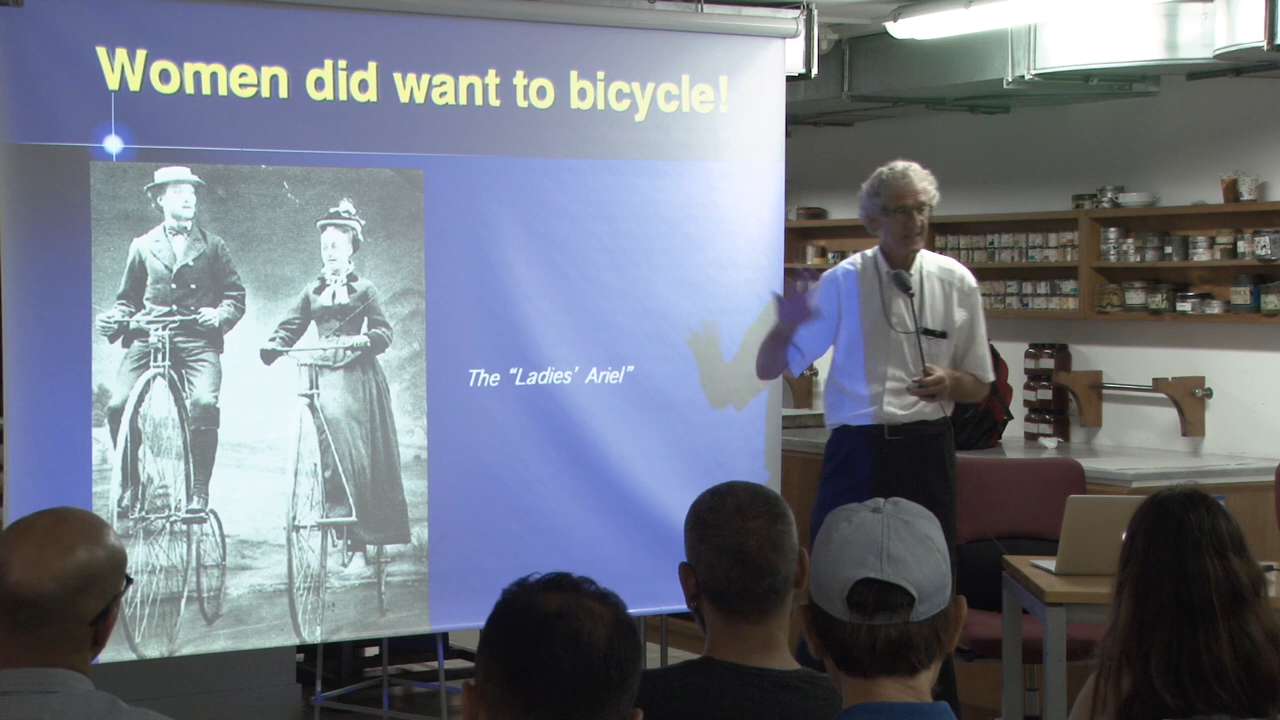 Women did want to bicycle!
The “Ladies’ Ariel”